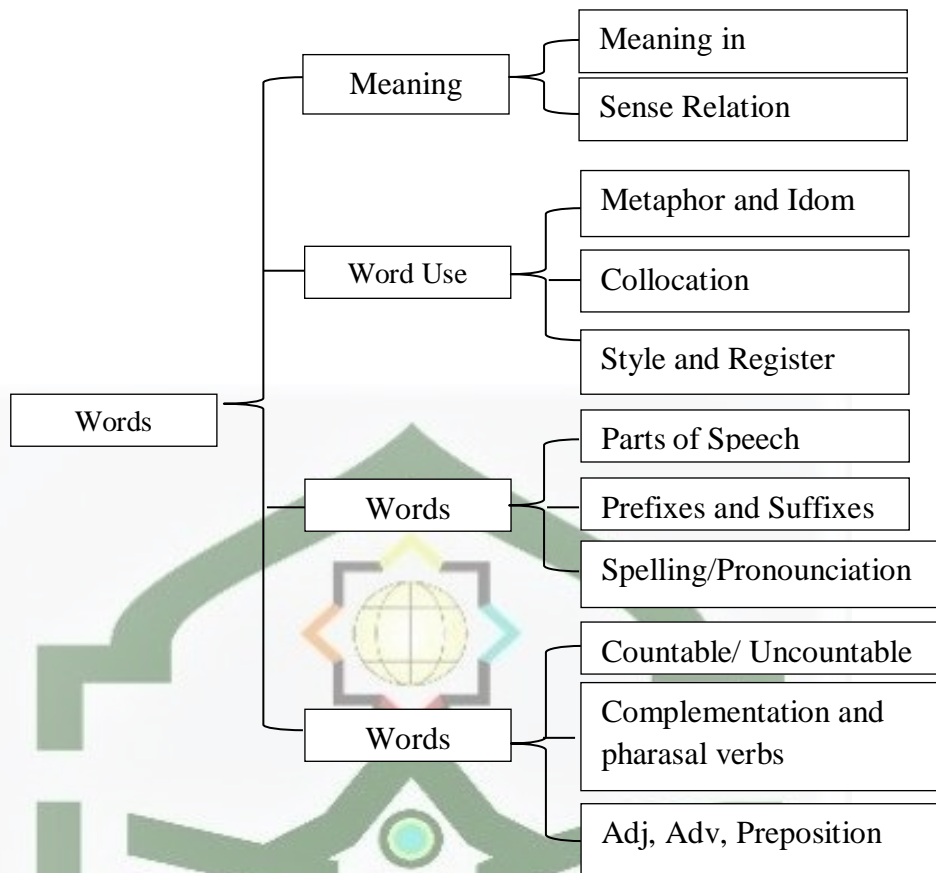 Words
Meaning
Meaning in
Sense Relation
Word Use
Metaphor and Idom
Collocation
Style and Register
Words
Parts of Speech
Prefixes and Suffixes
Spelling/Pronounciation
Words
Countable/ Uncountable
Complementation and
pharasal verbs
Adj, Adv, Preposition